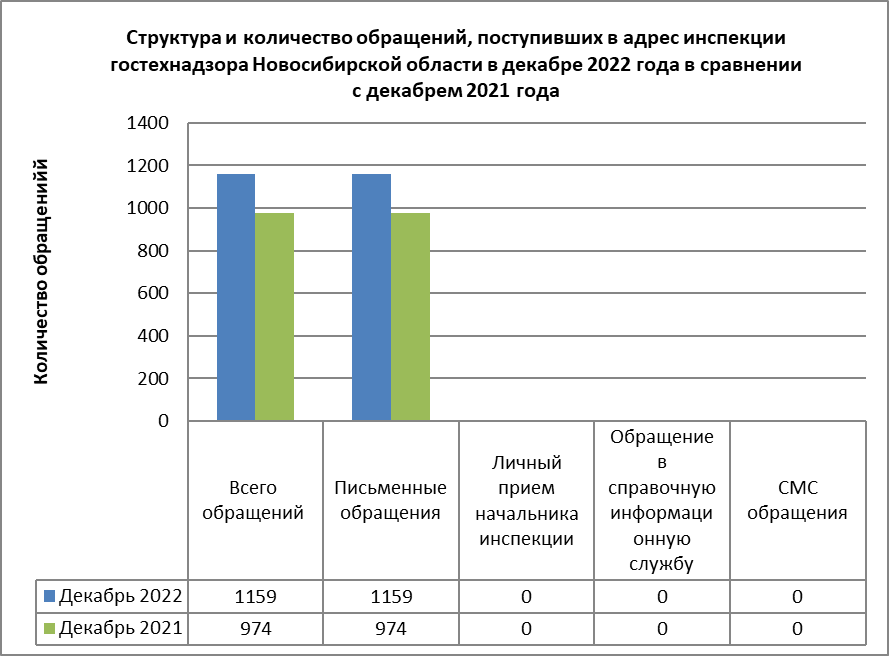 Структура и количество обращений, поступивших в адрес инспекции
гостехнадзора Новосибирской области в декабре 2022 года в сравнении
с декабрем 2021 года
Количество обращенийй
1400
1200
1000
800
600
400
200
0
Всего
обращений
Письменные
обращения
Личный
прием
начальника
инспекции
Обращение
в
справочную
информаци
онную
службу
СМС
обращения
Декабрь 2022 1159 1159 0 0 0
Декабрь 2021 974 974 0 0 0